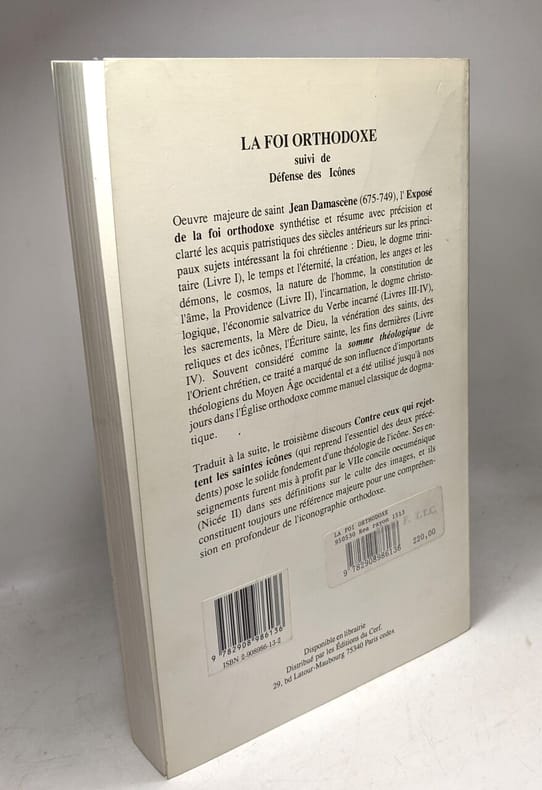 LA FOI ORTHODOXE
suivi de
Défense des Icônes
Oeuvre majeure de saint Jean Damascène (675-749), l'Exposé
de la foi orthodoxe synthétise et résume avec précision et
clarté les acquis patristiques des siècles antérieurs sur les princi-
paux sujets intéressant la foi chrétienne : Dieu, le dogme trini-
taire (Livre I), le temps et l'éternité, la création, les anges et les
démons, le cosmos, la nature de l'homme, la constitution de
l'âme, la Providence (Livre II), l'incarnation, le dogme christo-
logique, l'économie salvatrice du Verbe incarné (Livres III-IV),
les sacrements, la Mère de Dieu, la vénération des saints, des
reliques et des icônes, l'Écriture sainte, les fins dernières (Livre
IV). Souvent considéré comme la somme théologique de
l'Orient chrétien, ce traité a marqué de son influence d'importants
théologiens du Moyen Âge occidental et a été utilisé jusqu'à nos
jours dans l'Église orthodoxe comme manuel classique de dogma-
tique.
Traduit à la suite, le troisième discours Contre ceux qui rejet-
tent les saintes icônes (qui reprend l'essentiel des deux précé-
dents) pose le solide fondement d'une théologie de l'icône. Ses en-
seignements furent mis à profit par le VIIe concile oecuménique
(Nicée II) dans ses définitions sur le culte des images, et ils
constituent toujours une référence majeure pour une compréhen-
sion en profondeur de l'iconographie orthodoxe.
LA FOI ORTHODOXE
950530 Rea rayon 1513
F. T.T.C.
9 782908 986136
220,00
9 782908 986136
ISBN 2-908986-13-2
Disponible en librairie
Distribué par les Éditions du Cerf,
29, bd Latour-Maubourg 75340 Paris cedex